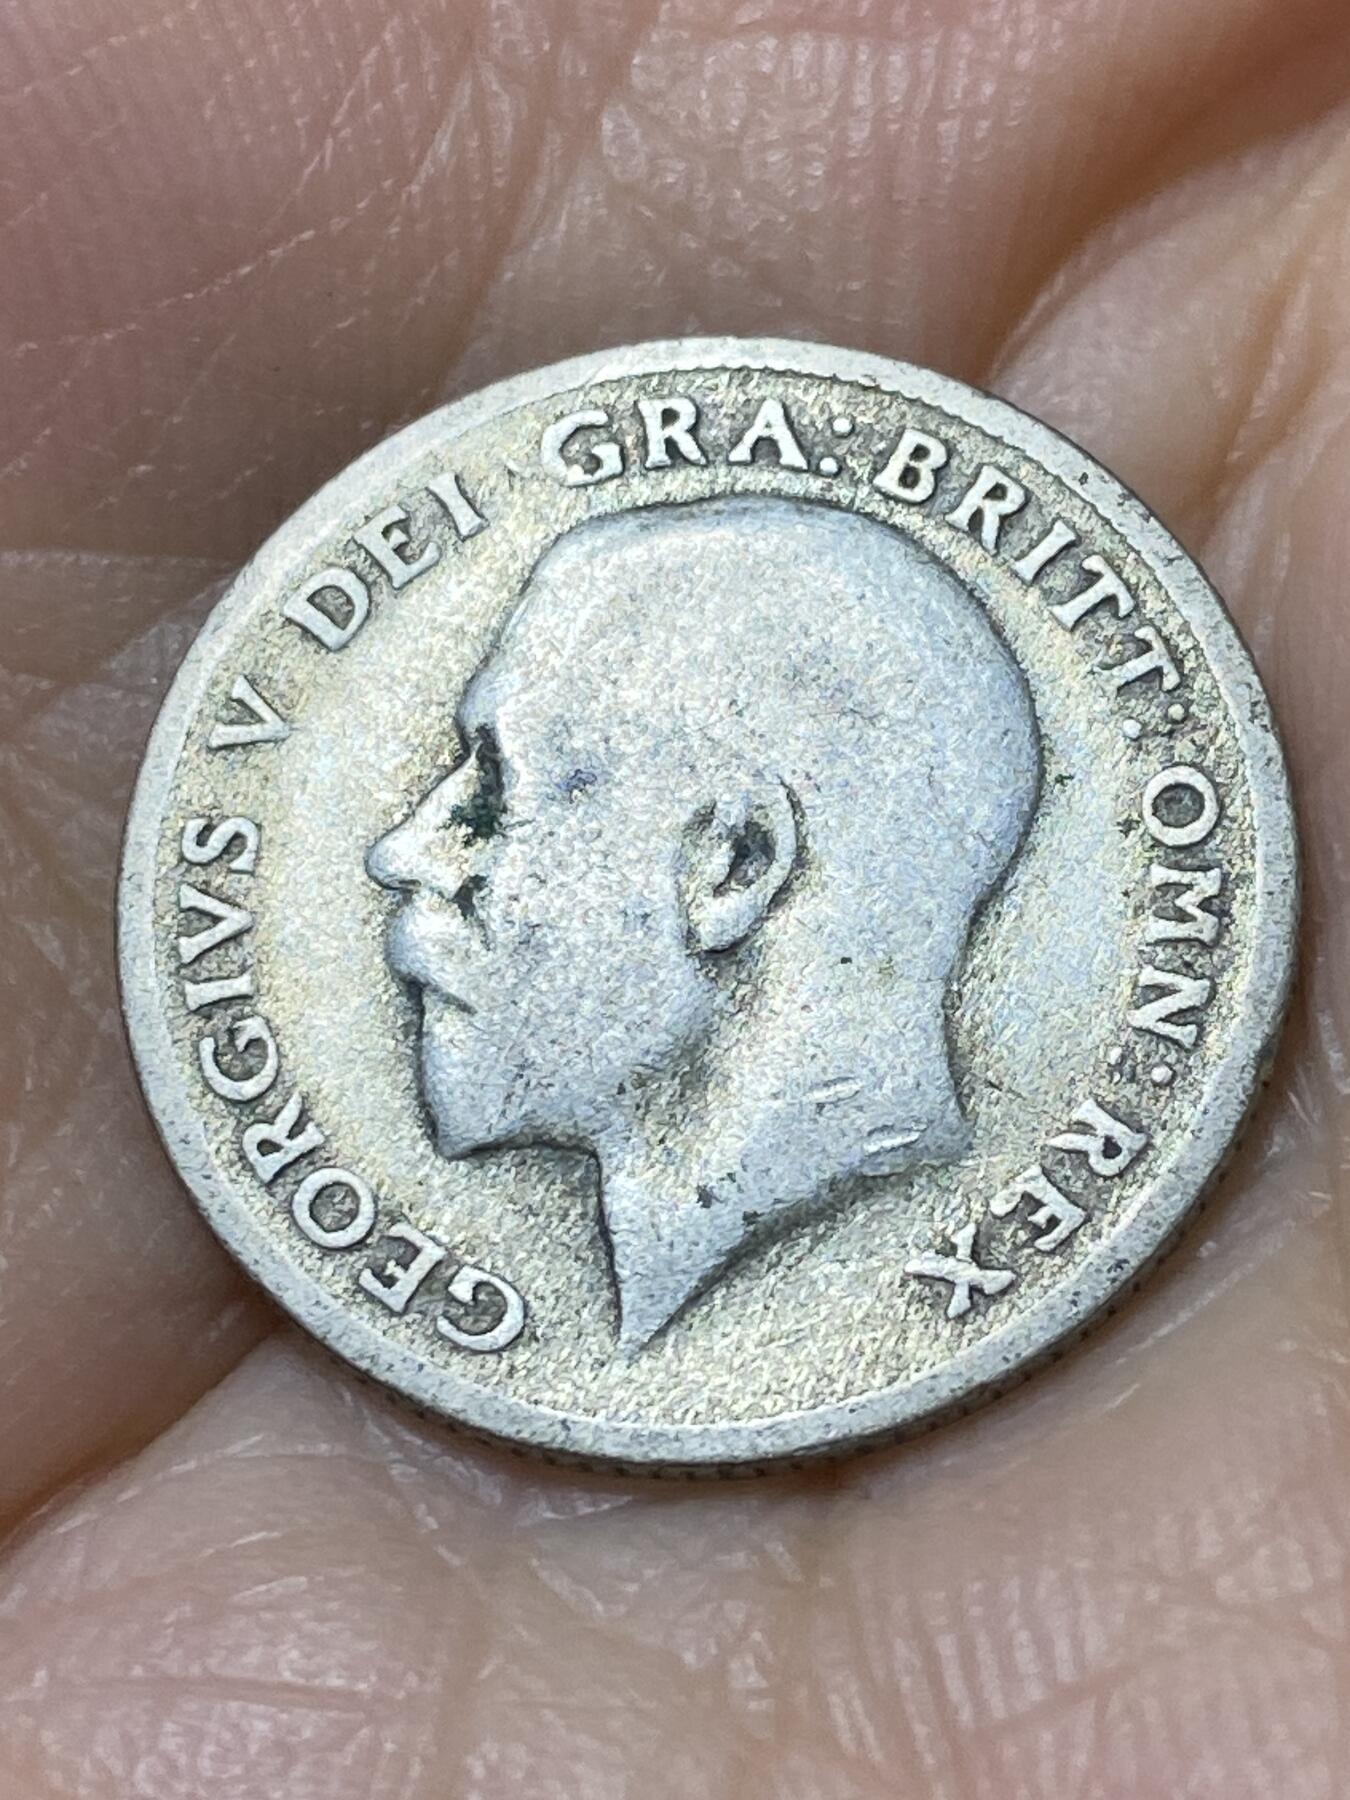 GEORGIVS V DEI GRA: BRITT: OMN· REX